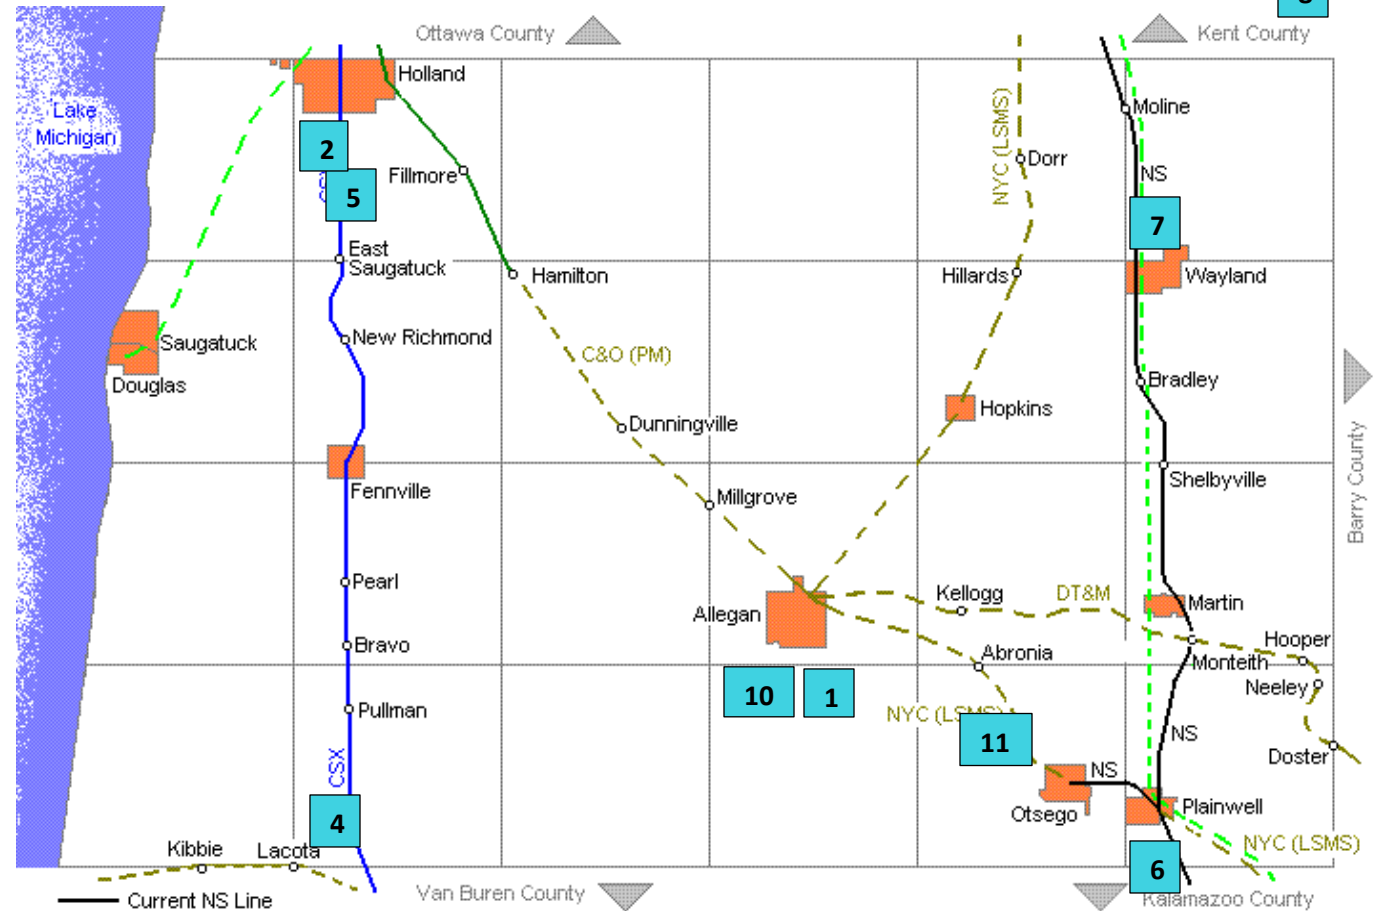 8
Ottawa County
Kent County
Holland
Lake
Michigan
Moline
NYC (LSMS)
Dorr
2
Fillmore
NS
5
7
East
Saugatuck
Hamilton
Hillards
Wayland
Saugatuck
New Richmond
C&O (PM)
Douglas
Bradley
Hopkins
Dunningville
Barry County
Shelbyville
Fennville
Millgrove
Pearl
Kellogg
DT&M
Martin
Allegan
Bravo
Abronia
Hooper
Monteith
Neeley
10
1
Pullman
NYC (LSMS)
11
NS
CSX
NS
Doster
Otsego
Plainwell
4
NYC (LSMS)
Kibbie
Lacota
6
Current NS Line
Van Buren County
Kalamazoo County